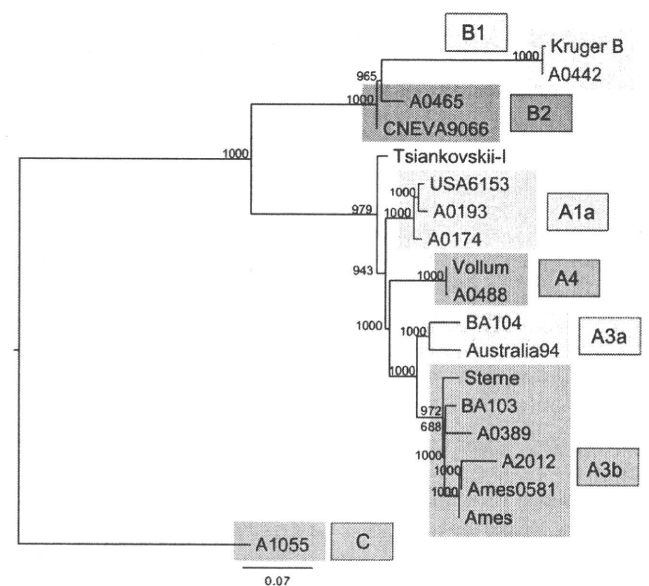 B1
Kruger B
1000
A0442
965
1000
A0465
B2
CNEVA9066
1000
Tsiankovskii-I
USA6153
979
1000
A0193
A1a
A0174
943
1000
Vollum
A4
A0488
1000
BA104
1000
A3a
Australia94
1000
Sterne
972
BA103
688
A0389
1000
A2012
1000
A3b
Ames0581
1000
Ames
A1055
C
0.07